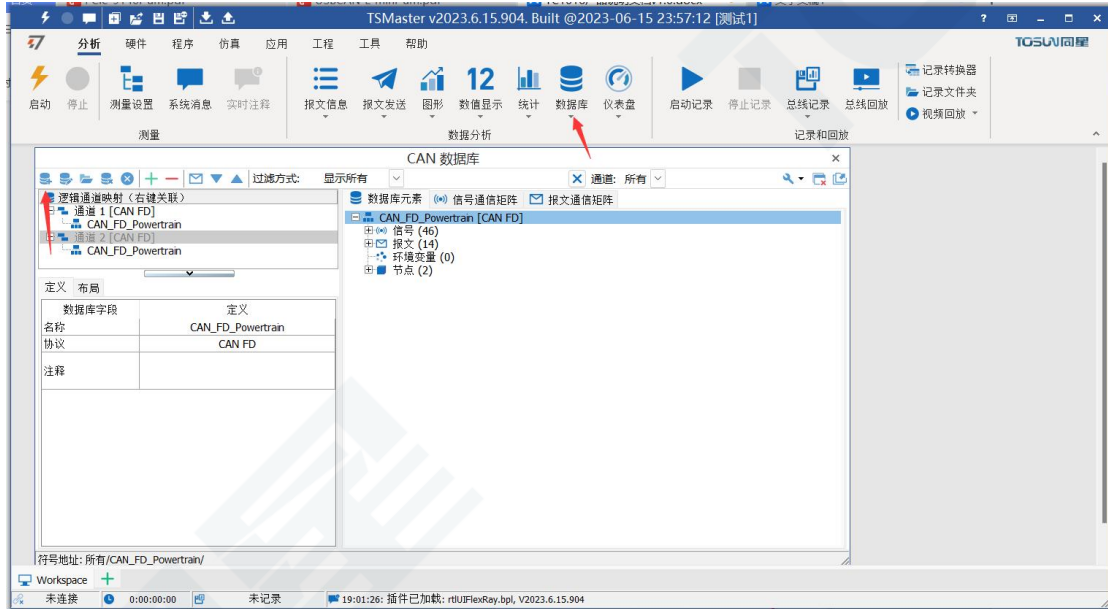 TSMaster v2023.6.15.904. Built @2023-06-15 23:57:12 [测试1]
分析 硬件 程序 仿真 应用 工程 工具 帮助
TOSUN同星
启动 停止 测量设置 系统消息 实时注释 报文信息 报文发送 图形 数值显示 统计 数据库 仪表盘 启动记录 停止记录 总线记录 总线回放
12
记录转换器
记录文件夹
视频回放
测量 数据分析 记录和回放
CAN 数据库
过滤方式: 显示所有 通道: 所有
逻辑通道映射（右键关联）
通道 1 [CAN FD]
CAN_FD_Powertrain
通道 2 [CAN FD]
CAN_FD_Powertrain
数据库元素 信号通信矩阵 报文通信矩阵
CAN_FD_Powertrain [CAN FD]
信号 (46)
报文 (14)
环境变量 (0)
节点 (2)
定义 布局
数据库字段 定义
名称 CAN_FD_Powertrain
协议 CAN FD
注释
符号地址: 所有/CAN_FD_Powertrain/
Workspace
未连接 0:00:00:00 未记录 19:01:26: 插件已加载: rtlUIFlexRay.bpl, V2023.6.15.904